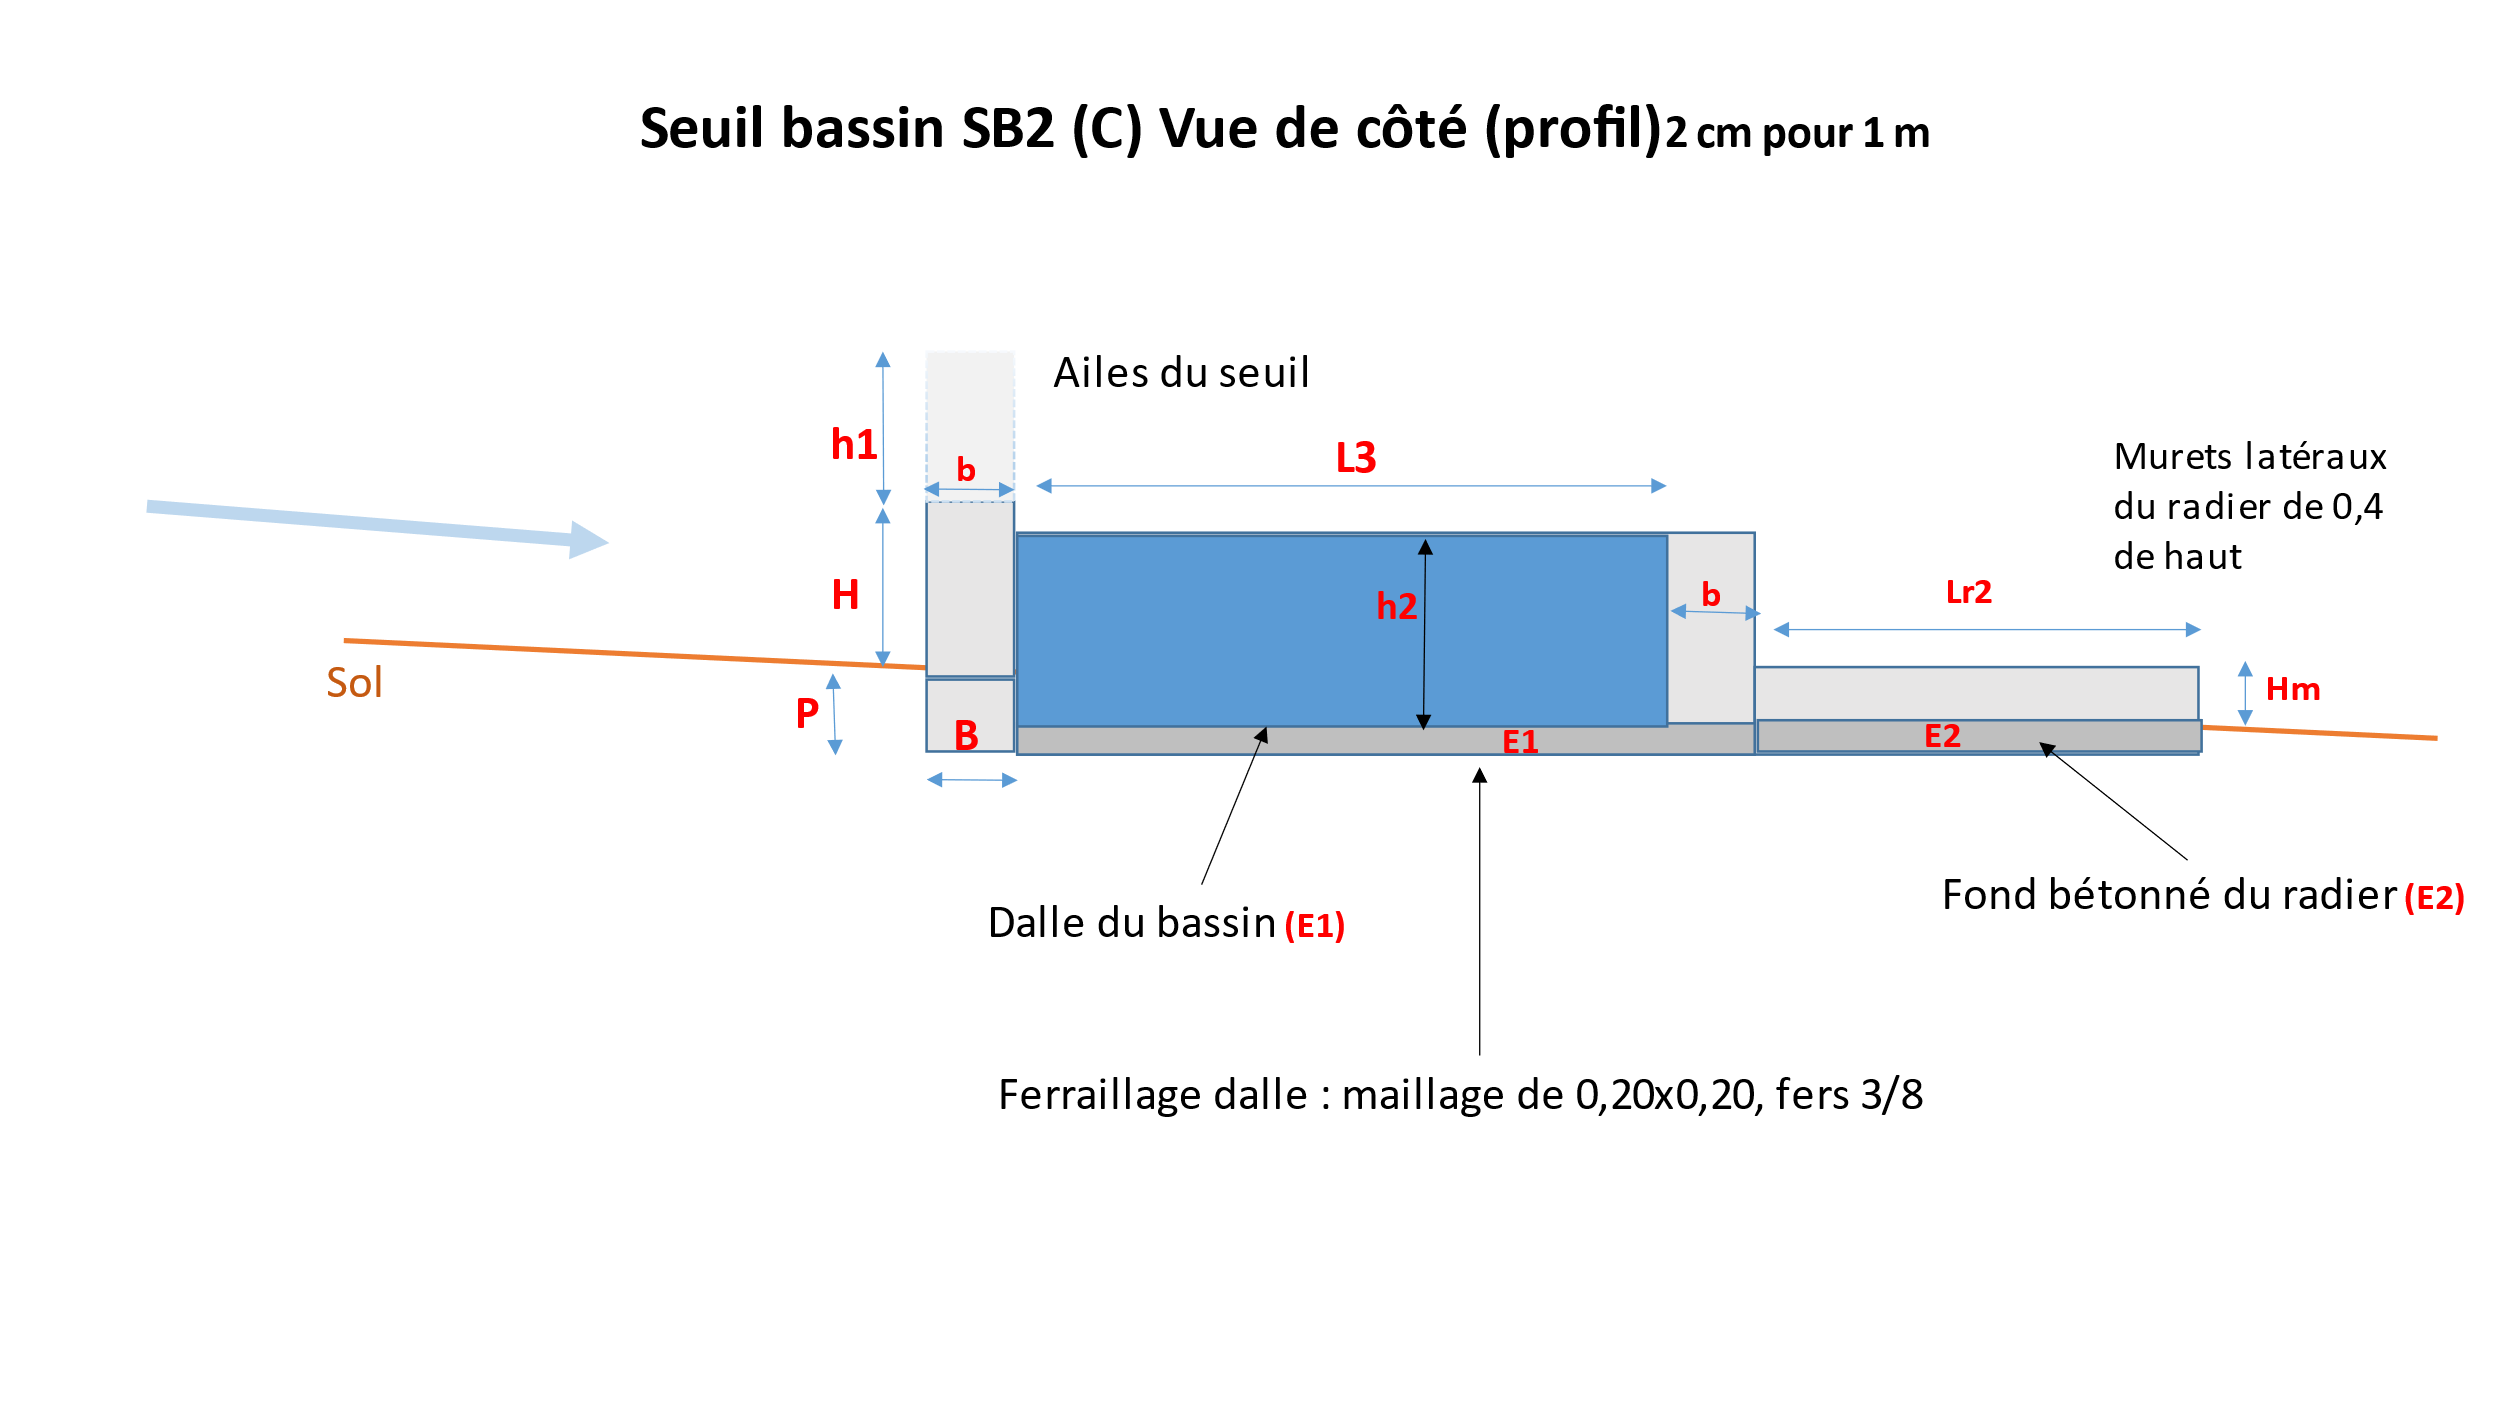 Seuil bassin SB2 (C) Vue de côté (profil) 2 cm pour 1 m
Ailes du seuil
h1
b
L3
Murets latéraux
du radier de 0,4
de haut
H
h2
b
Lr2
Sol
Hm
P
B
E1
E2
Fond bétonné du radier (E2)
Dalle du bassin (E1)
Ferraillage dalle : maillage de 0,20x0,20, fers 3/8